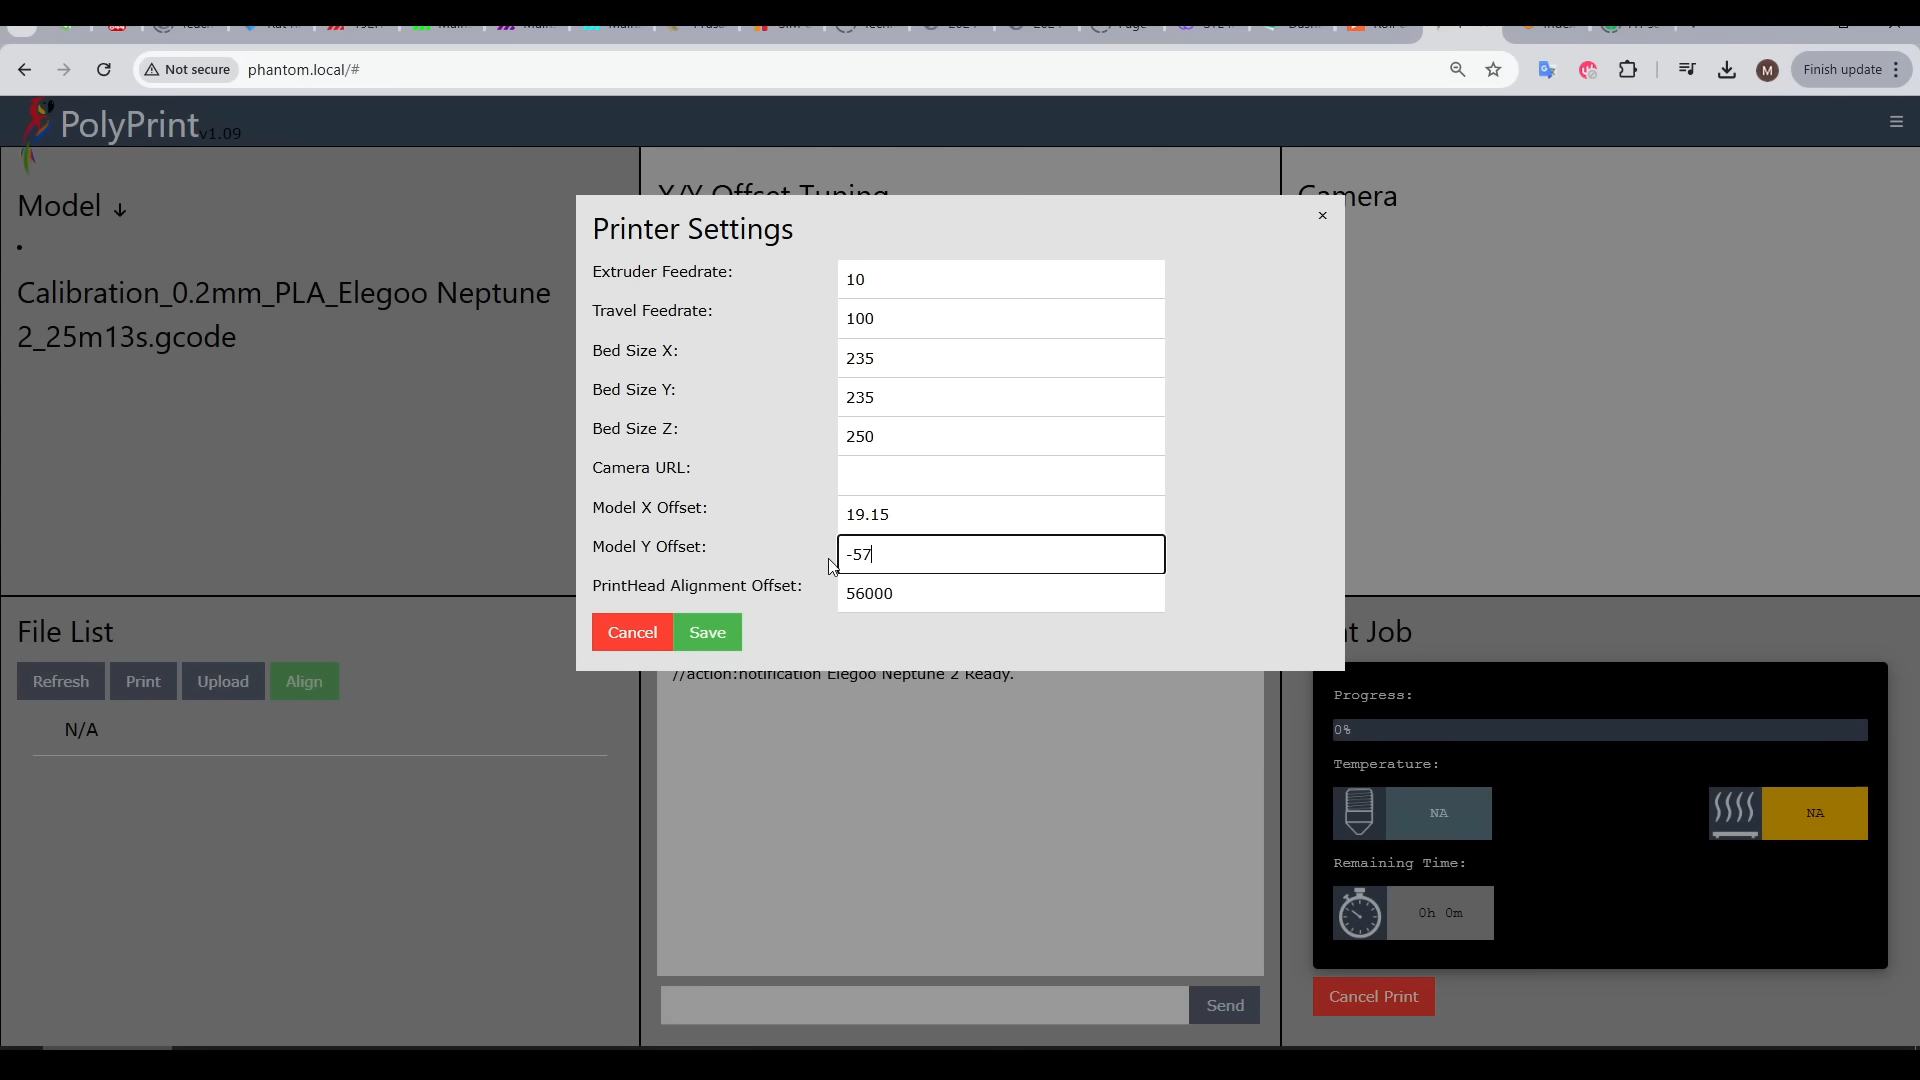 Not secure
phantom.local/#
M
Finish update
PolyPrint v1.09
Model ↓
Calibration_0.2mm_PLA_Elegoo Neptune
2_25m13s.gcode
X/Y Offset Tuning
Printer Settings
×
Extruder Feedrate: 10
Travel Feedrate: 100
Bed Size X: 235
Bed Size Y: 235
Bed Size Z: 250
Camera URL:
Model X Offset: 19.15
Model Y Offset: -57
PrintHead Alignment Offset: 56000
Cancel Save
//action:notification Elegoo Neptune 2 Ready.
Send
Camera
File List
Refresh Print Upload Align
N/A
t Job
Progress:
0%
Temperature:
NA
NA
Remaining Time:
0h 0m
Cancel Print